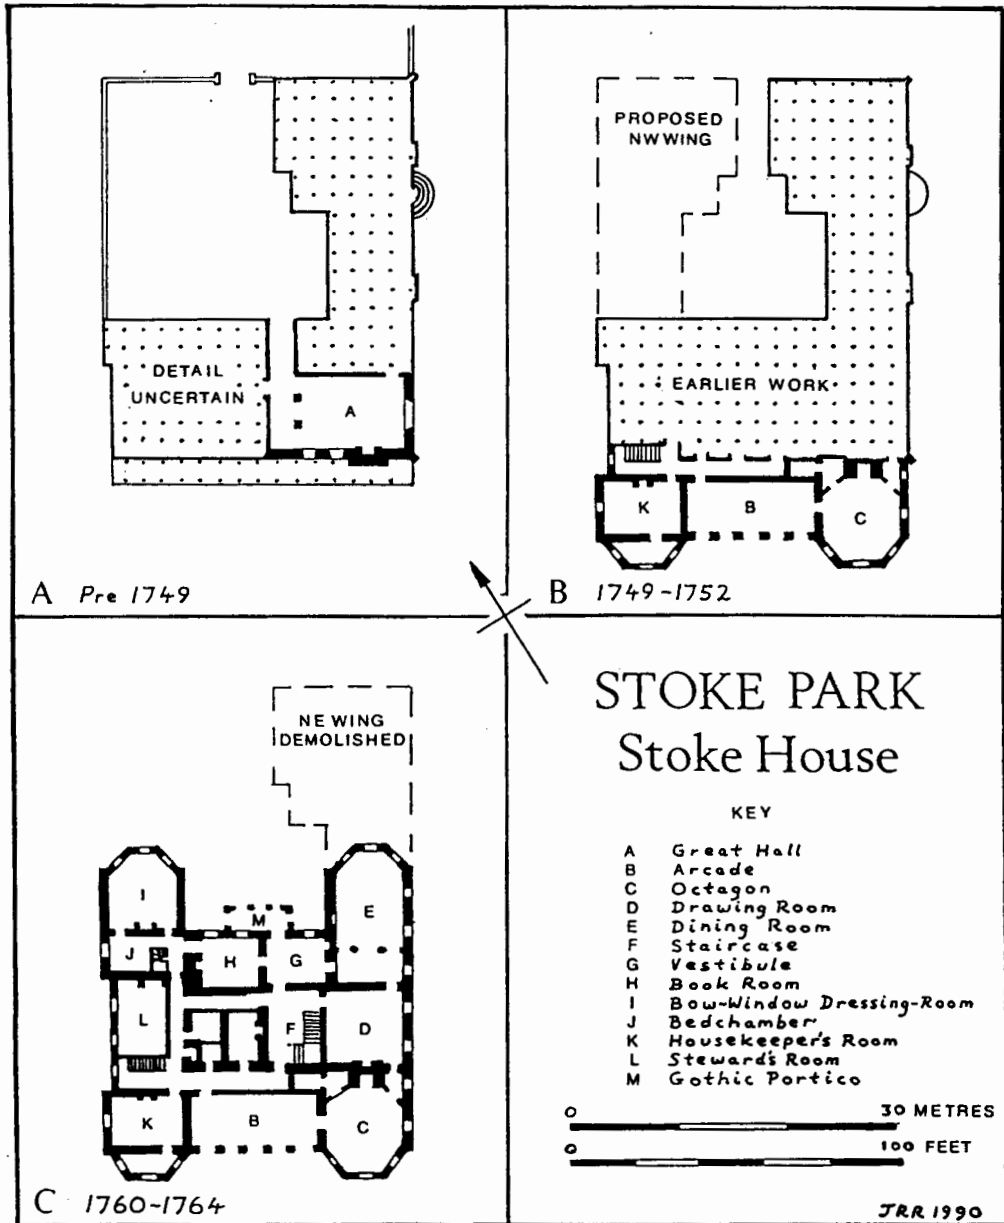 DETAIL
UNCERTAIN
A
A Pre 1749
PROPOSED
NW WING
EARLIER WORK
K
B
C
B 1749-1752
NE WING
DEMOLISHED
I
M
E
J
H
G
L
F
D
K
B
C
C 1760-1764
STOKE PARK
Stoke House
KEY
A Great Hall
B Arcade
C Octagon
D Drawing Room
E Dining Room
F Staircase
G Vestibule
H Book Room
I Bow-Window Dressing-Room
J Bedchamber
K Housekeeper's Room
L Steward's Room
M Gothic Portico
0 30 METRES
0 100 FEET
JRR 1990